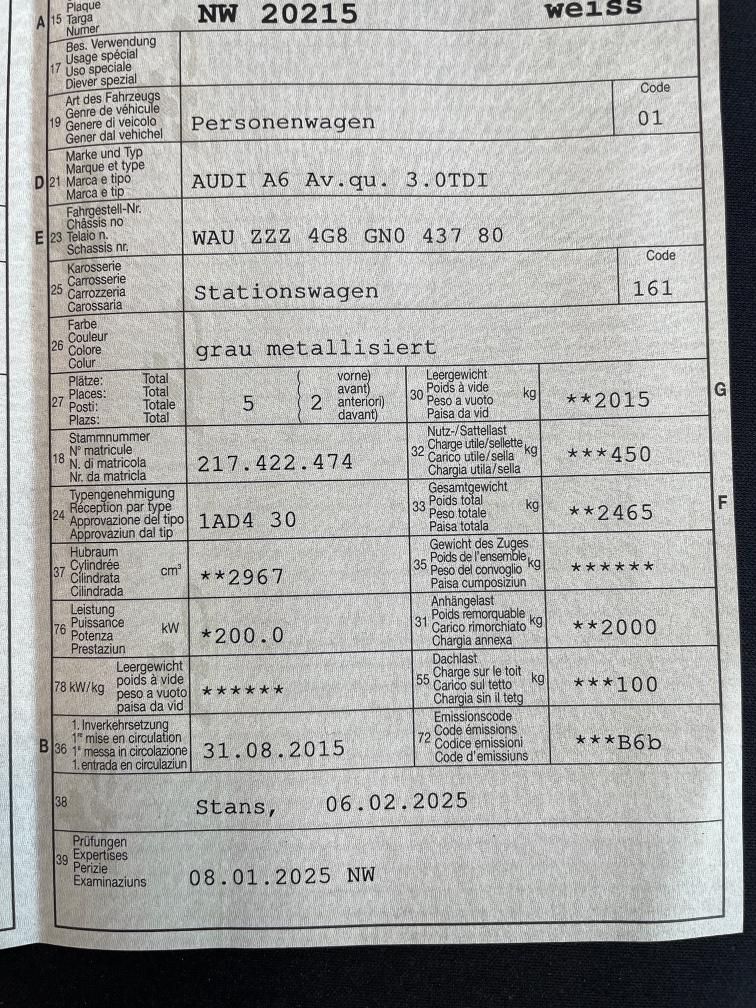 Plaque
A 15 Targa NW 20215 weiss
Numer
Bes. Verwendung
Usage spécial
17 Uso speciale
Diever spezial
Art des Fahrzeugs Code
Genre de véhicule
19 Genere di veicolo Personenwagen 01
Gener dal vehichel
Marke und Typ
Marque et type
D 21 Marca e tipo AUDI A6 Av.qu. 3.0TDI
Marca e tip
Fahrgestell-Nr.
Châssis no
E 23 Telaio n. WAU ZZZ 4G8 GN0 437 80
Schassis nr.
Karosserie Code
Carrosserie
25 Carrozzeria Stationswagen 161
Carossaria
Farbe
Couleur
26 Colore grau metallisiert
Colur
Plätze: Total vorne) Leergewicht
Places: Total avant) 30 Poids à vide kg G
27 Posti: Totale 5 ( 2 anteriori) Peso a vuoto **2015
Plazs: Total davant) Paisa da vid
Stammnummer Nutz-/Sattellast
N° matricule 32 Charge utile/sellette kg
18 N. di matricola 217.422.474 Carico utile/sella ***450
Nr. da matricla Chargia utila/sella
Typengenehmigung Gesamtgewicht
Réception par type 33 Poids total kg F
24 Approvazione del tipo 1AD4 30 Peso totale **2465
Approvaziun dal tip Paisa totala
Hubraum Gewicht des Zuges
37 Cylindrée cm³ 35 Poids de l'ensemble kg
Cilindrata **2967 Peso del convoglio ******
Cilindrada Paisa cumposiziun
Leistung Anhängelast
76 Puissance kW 31 Poids remorquable kg
Potenza *200.0 Carico rimorchiato **2000
Prestaziun Chargia annexa
Leergewicht Dachlast
78 kW/kg poids à vide 55 Charge sur le toit kg
peso a vuoto ****** Carico sul tetto ***100
paisa da vid Chargia sin il tetg
1. Inverkehrsetzung Emissionscode
1re mise en circulation 72 Code émissions
B 36 1a messa in circolazione 31.08.2015 Codice emissioni ***B6b
1. entrada en circulaziun Code d'emissiuns
38 Stans, 06.02.2025
Prüfungen
39 Expertises
Perizie 08.01.2025 NW
Examinaziuns